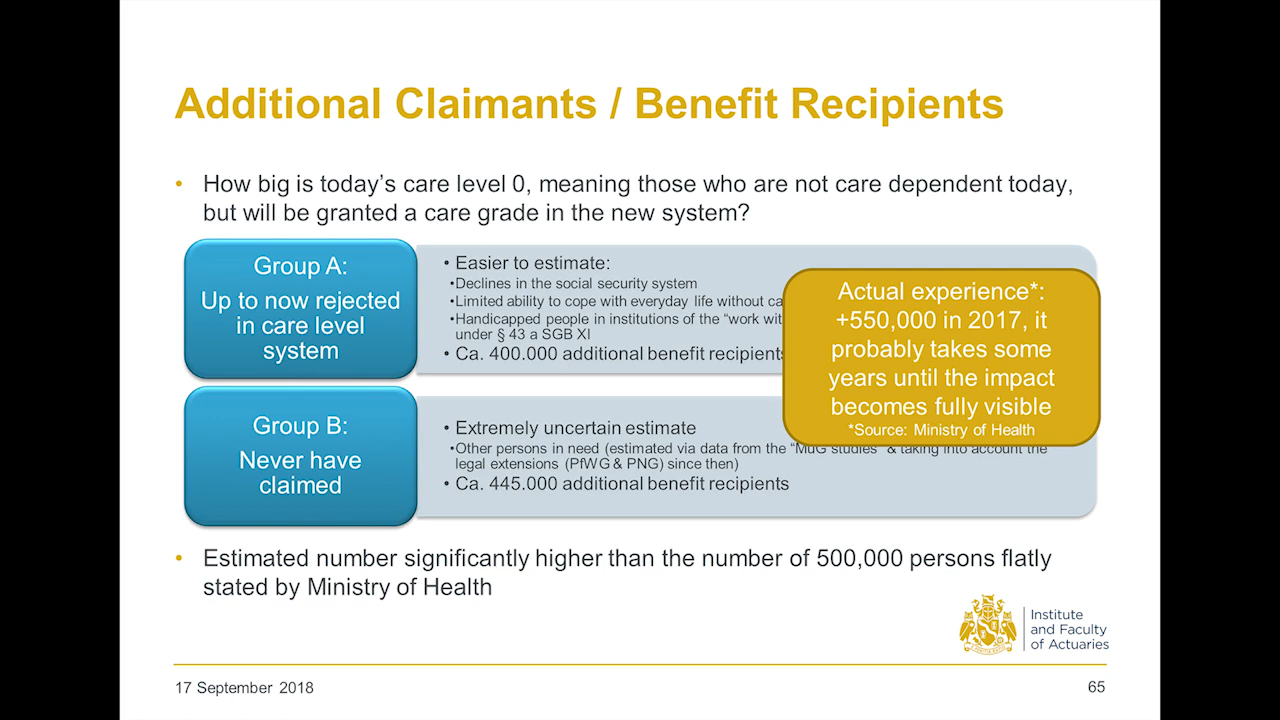 Additional Claimants / Benefit Recipients
• How big is today’s care level 0, meaning those who are not care dependent today,
but will be granted a care grade in the new system?
Group A:
Up to now rejected
in care level
system
• Easier to estimate:
•Declines in the social security system
•Limited ability to cope with everyday life without
•Handicapped people in institutions of the “work
under § 43 a SGB XI
• Ca. 400.000 additional benefit recipients
Actual experience*:
+550,000 in 2017, it
probably takes some
years until the impact
becomes fully visible
*Source: Ministry of Health
Group B:
Never have
claimed
• Extremely uncertain estimate
•Other persons in need (estimated via data from the “MuG studies” & taking into account the
legal extensions (PfWG & PNG) since then)
• Ca. 445.000 additional benefit recipients
• Estimated number significantly higher than the number of 500,000 persons flatly
stated by Ministry of Health
Institute
and Faculty
of Actuaries
17 September 2018
65